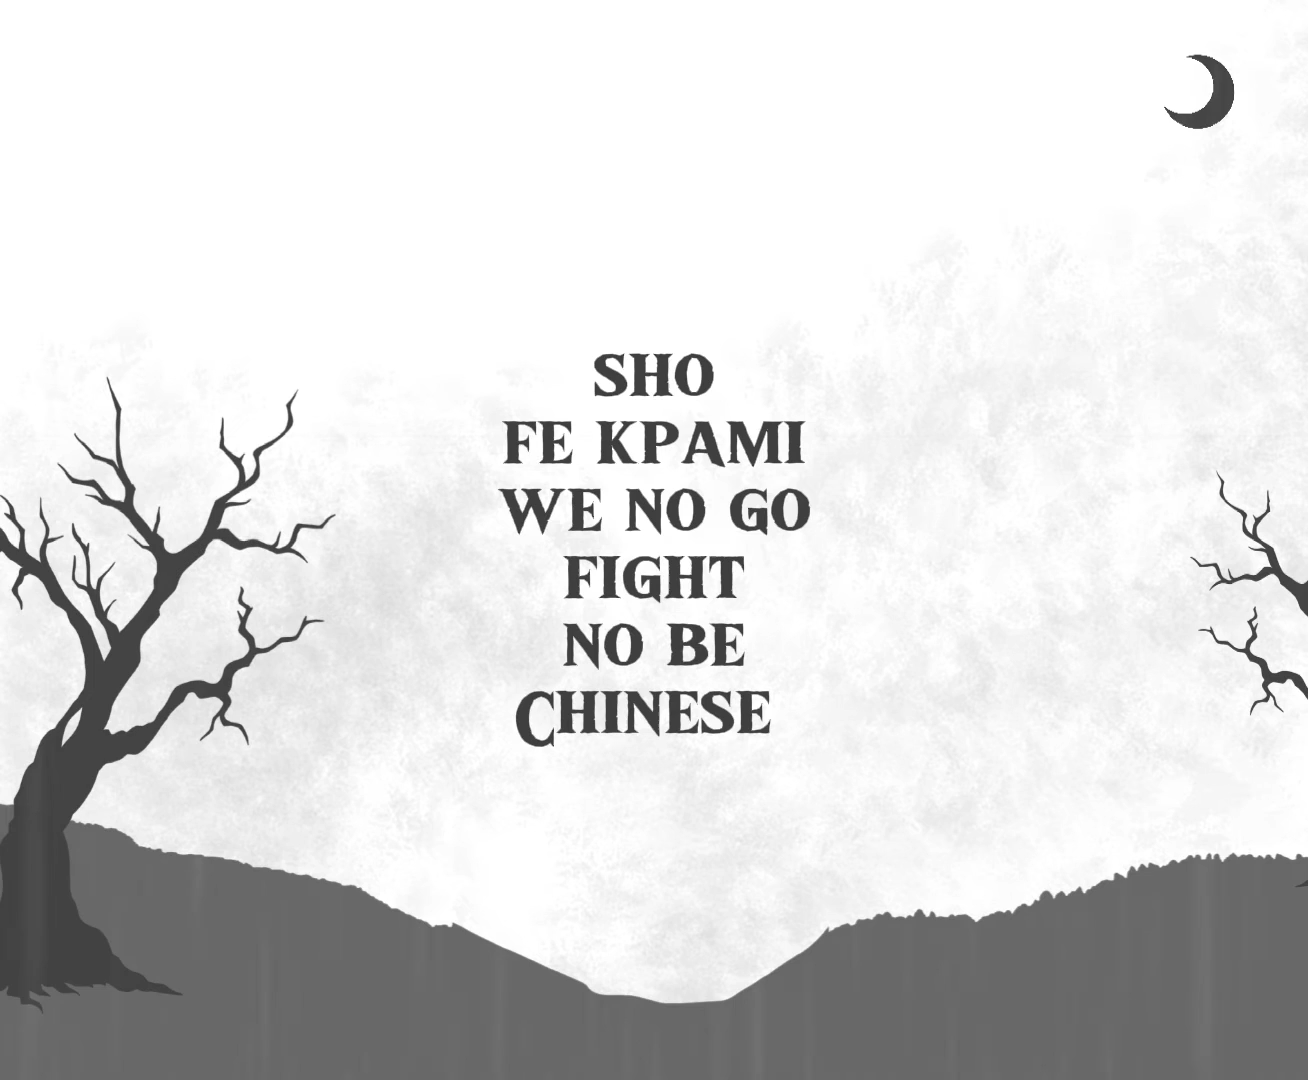 SHO
FE KPAMI
WE NO GO
FIGHT
NO BE
CHINESE